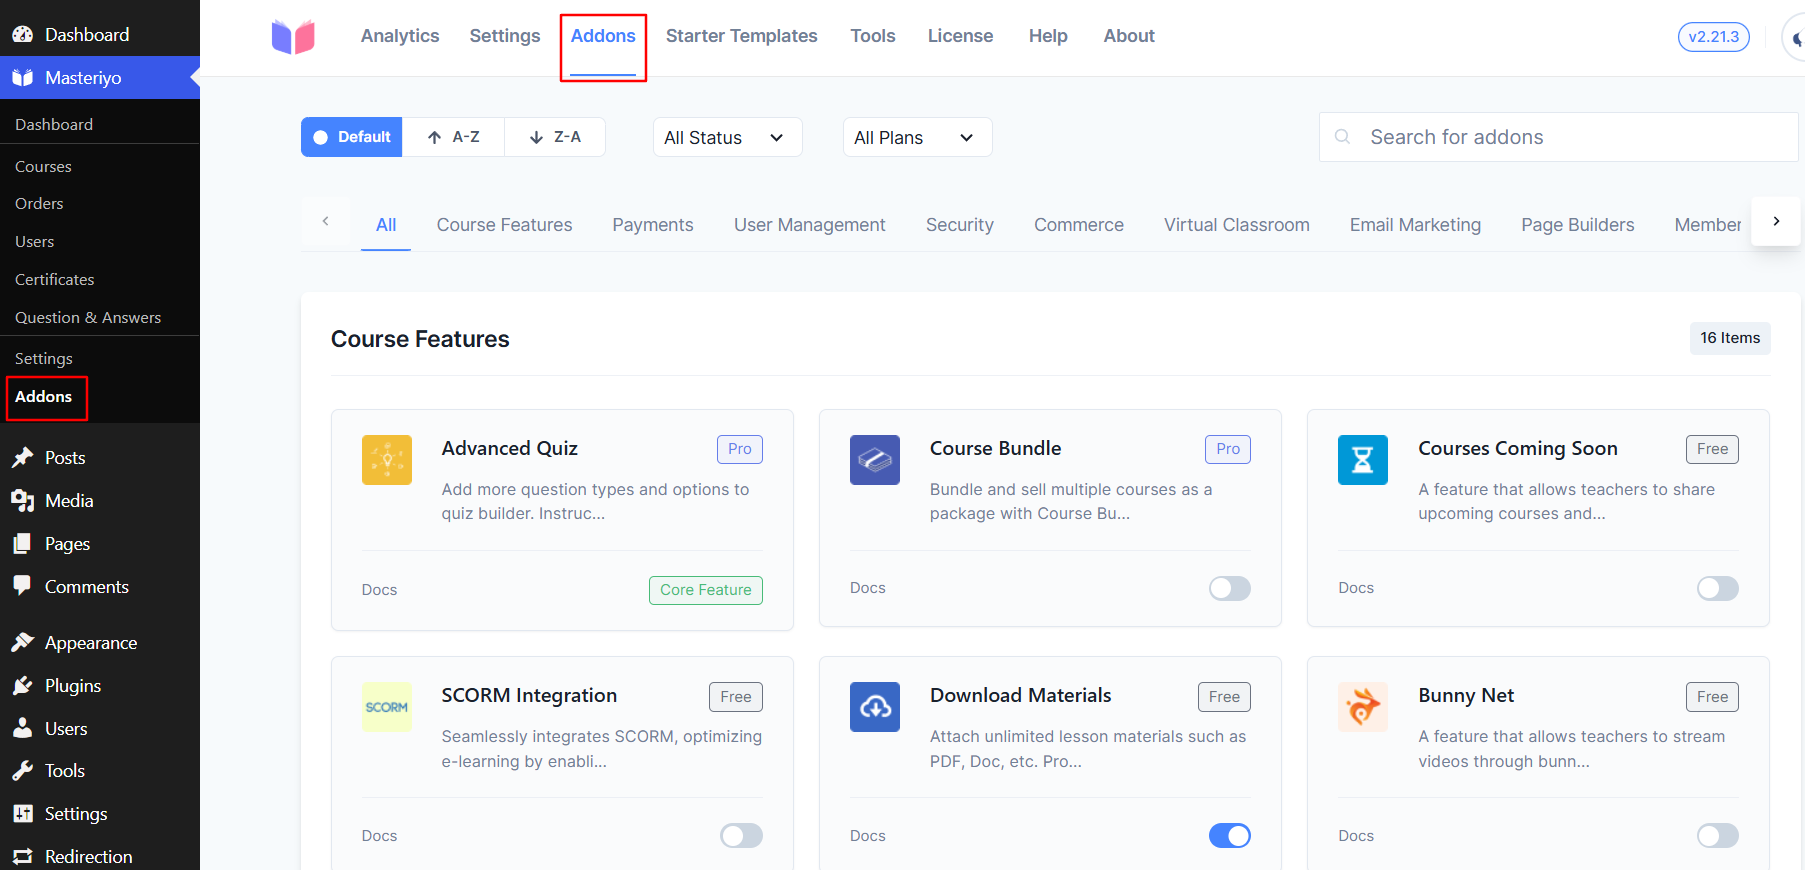 Dashboard
Masteriyo
Dashboard
Courses
Orders
Users
Certificates
Question & Answers
Settings
Addons
Posts
Media
Pages
Comments
Appearance
Plugins
Users
Tools
Settings
Redirection
Analytics Settings Addons Starter Templates Tools License Help About v2.21.3
Default A-Z Z-A All Status All Plans Search for addons
All Course Features Payments User Management Security Commerce Virtual Classroom Email Marketing Page Builders Member
Course Features 16 Items
Advanced Quiz Pro
Add more question types and options to
quiz builder. Instruc...
Docs Core Feature
Course Bundle Pro
Bundle and sell multiple courses as a
package with Course Bu...
Docs
Courses Coming Soon Free
A feature that allows teachers to share
upcoming courses and...
Docs
SCORM
SCORM Integration Free
Seamlessly integrates SCORM, optimizing
e-learning by enabli...
Docs
Download Materials Free
Attach unlimited lesson materials such as
PDF, Doc, etc. Pro...
Docs
Bunny Net Free
A feature that allows teachers to stream
videos through bunn...
Docs